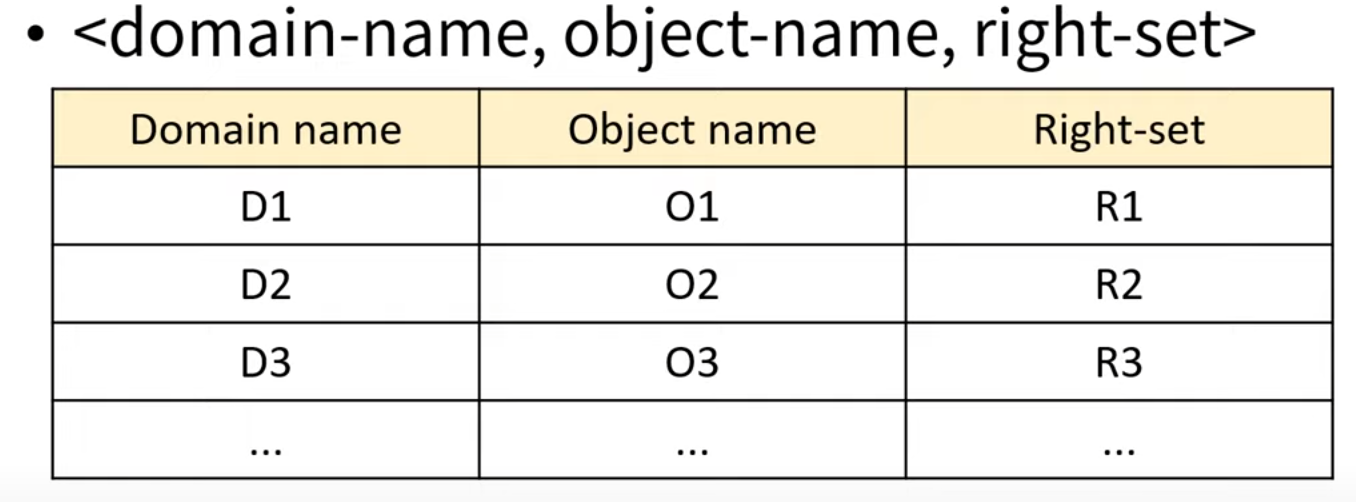 • <domain-name, object-name, right-set>
Domain name Object name Right-set
D1 O1 R1
D2 O2 R2
D3 O3 R3
... ... ...